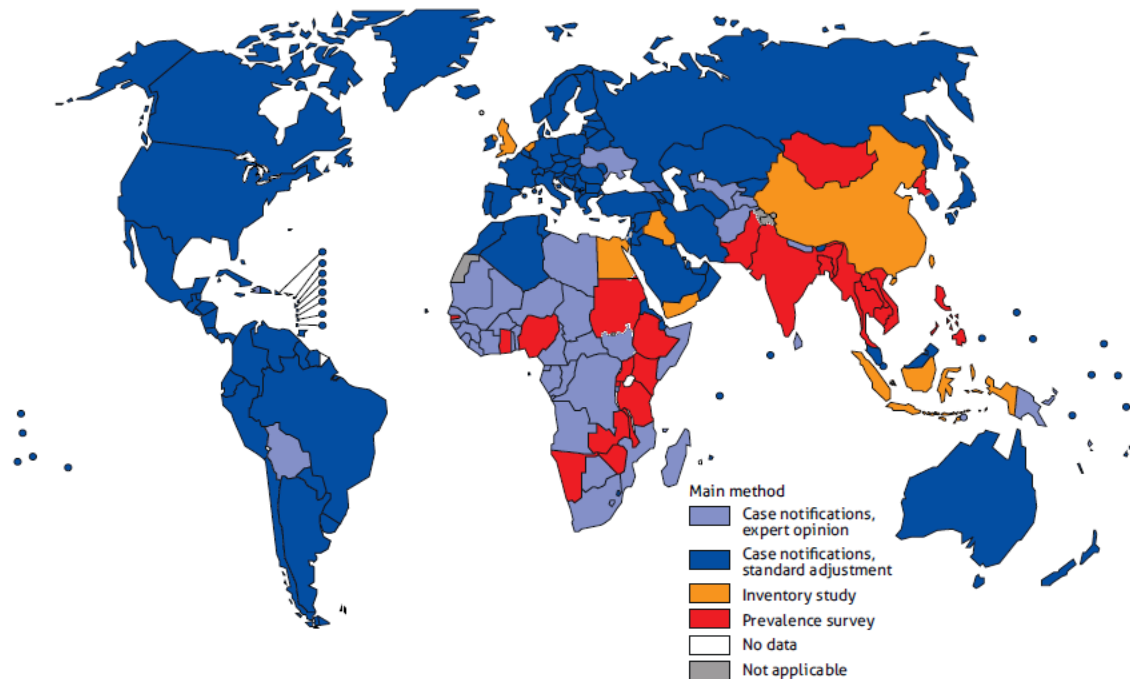 Main method
Case notifications,
expert opinion
Case notifications,
standard adjustment
Inventory study
Prevalence survey
No data
Not applicable